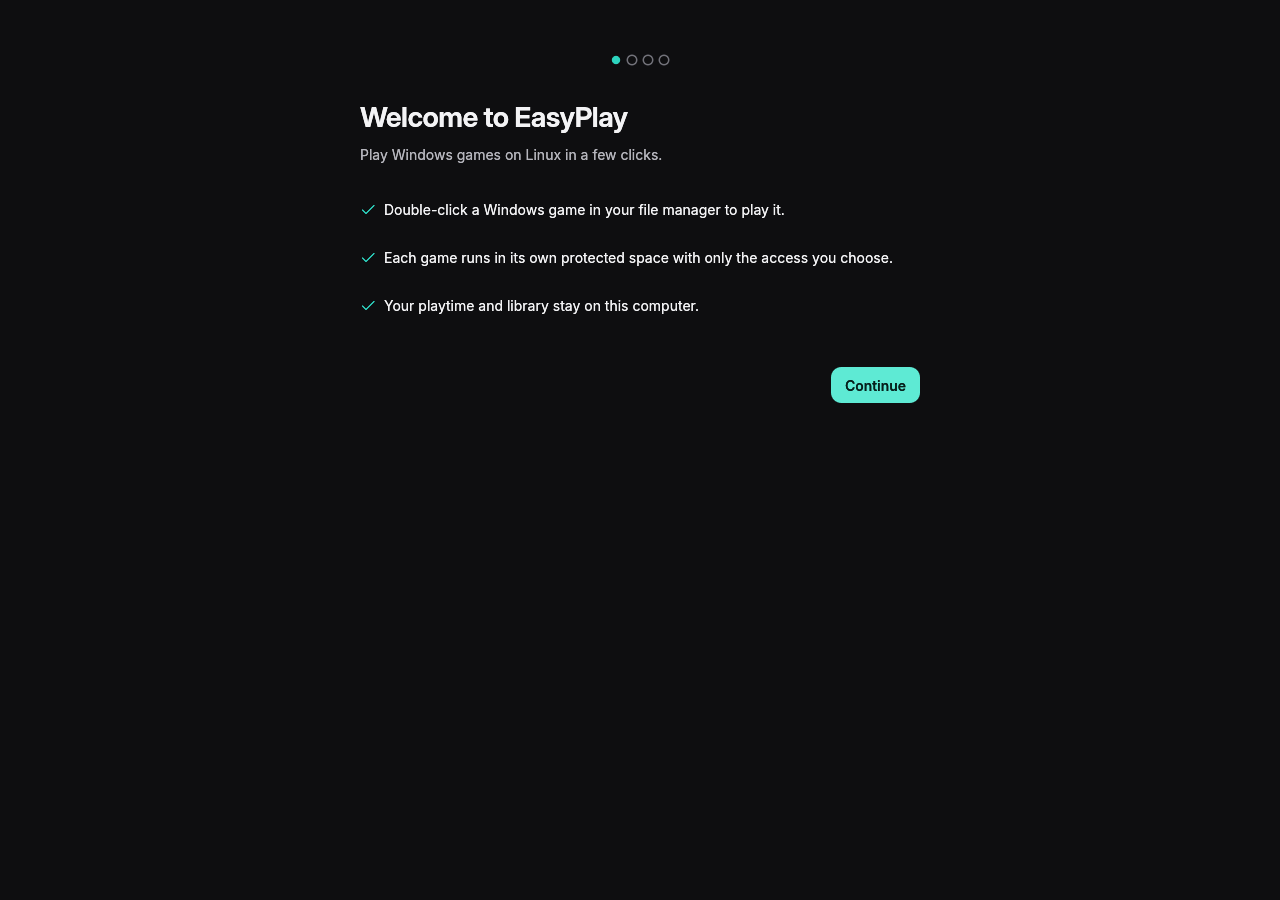 Welcome to EasyPlay
Play Windows games on Linux in a few clicks.
Double-click a Windows game in your file manager to play it.
Each game runs in its own protected space with only the access you choose.
Your playtime and library stay on this computer.
Continue